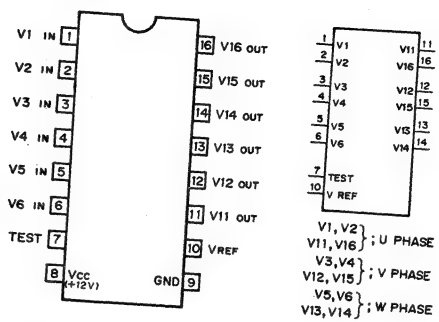 V1 IN 1
V2 IN 2
V3 IN 3
V4 IN 4
V5 IN 5
V6 IN 6
TEST 7
8 VCC
(+12V)
16 V16 OUT
15 V15 OUT
14 V14 OUT
13 V13 OUT
12 V12 OUT
11 V11 OUT
10 VREF
GND 9
1 V1
2 V2
3 V3
4 V4
5 V5
6 V6
7 TEST
10 V REF
V11 11
V16 16
V12 12
V15 15
V13 13
V14 14
V1, V2
V11, V16 } ; U PHASE
V3, V4
V12, V15 } ; V PHASE
V5, V6
V13, V14 } ; W PHASE